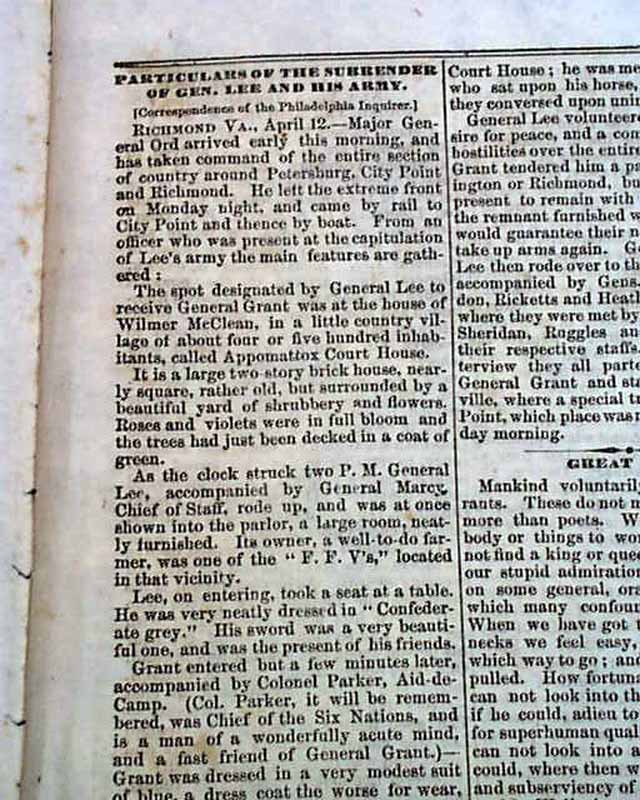 PARTICULARS OF THE SURRENDER
OF GEN. LEE AND HIS ARMY.
[Correspondence of the Philadelphia Inquirer.]
RICHMOND VA., April 12.—Major Gen-
eral Ord arrived early this morning, and
has taken command of the entire section
of country around Petersburg, City Point
and Richmond. He left the extreme front
on Monday night, and came by rail to
City Point and thence by boat. From an
officer who was present at the capitulation
of Lee's army the main features are gath-
ered :
The spot designated by General Lee to
receive General Grant was at the house of
Wilmer McClean, in a little country vil-
lage of about four or five hundred inhab-
itants, called Appomattox Court House.
It is a large two-story brick house, near-
ly square, rather old, but surrounded by a
beautiful yard of shrubbery and flowers.
Roses and violets were in full bloom and
the trees had just been decked in a coat of
green.
As the clock struck two P. M. General
Lee, accompanied by General Marcy,
Chief of Staff, rode up, and was at once
shown into the parlor, a large room, neat-
ly furnished. Its owner, a well-to-do far-
mer, was one of the " F. F. V's," located
in that vicinity.
Lee, on entering, took a seat at a table.
He was very neatly dressed in " Confeder-
ate grey." His sword was a very beauti-
ful one, and was the present of his friends.
Grant entered but a few minutes later,
accompanied by Colonel Parker, Aid-de-
Camp. (Col. Parker, it will be remem-
bered, was Chief of the Six Nations, and
is a man of a wonderfully acute mind,
and a fast friend of General Grant.)—
Grant was dressed in a very modest suit
of blue, a dress coat the worse for wear,
Court House; he was me
who sat upon his horse,
they conversed upon uni
General Lee volunteere
sire for peace, and a con
hostilities over the entire
Grant tendered him a pa
ington or Richmond, bu
present to remain with
the remnant furnished w
would guarantee their n
take up arms again. G
Lee then rode over to th
accompanied by Gens.
don, Ricketts and Heath
where they were met by
Sheridan, Ruggles an
their respective staffs.
terview they all parte
General Grant and sta
ville, where a special tr
Point, which place was r
day morning.
GREAT
Mankind voluntaril
rants. These do not m
more than poets. W
body or things to wor
not find a king or quee
our stupid admiration
on some general, ora
which many confoun
When we have got t
necks we feel easy,
which way to go ; and
pulled. How fortuna
can not look into th
if he could, adieu to
for superhuman qual
can not look into a
could, where then w
and subserviency of